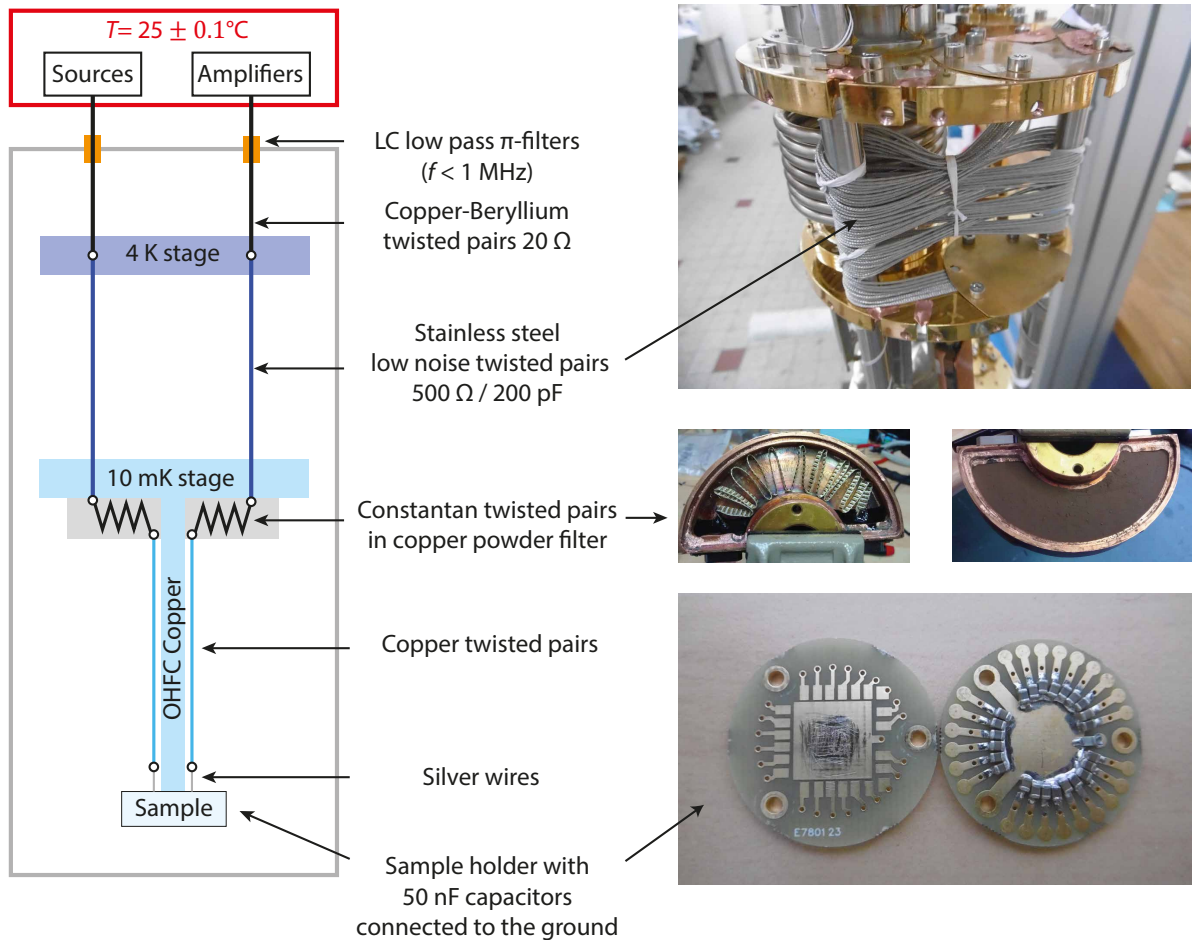 T= 25 ± 0.1°C
Sources
Amplifiers
LC low pass π-filters
(f < 1 MHz)
Copper-Beryllium
twisted pairs 20 Ω
4 K stage
Stainless steel
low noise twisted pairs
500 Ω / 200 pF
10 mK stage
Constantan twisted pairs
in copper powder filter
OHFC Copper
Copper twisted pairs
Silver wires
Sample
Sample holder with
50 nF capacitors
connected to the ground
E7801 23